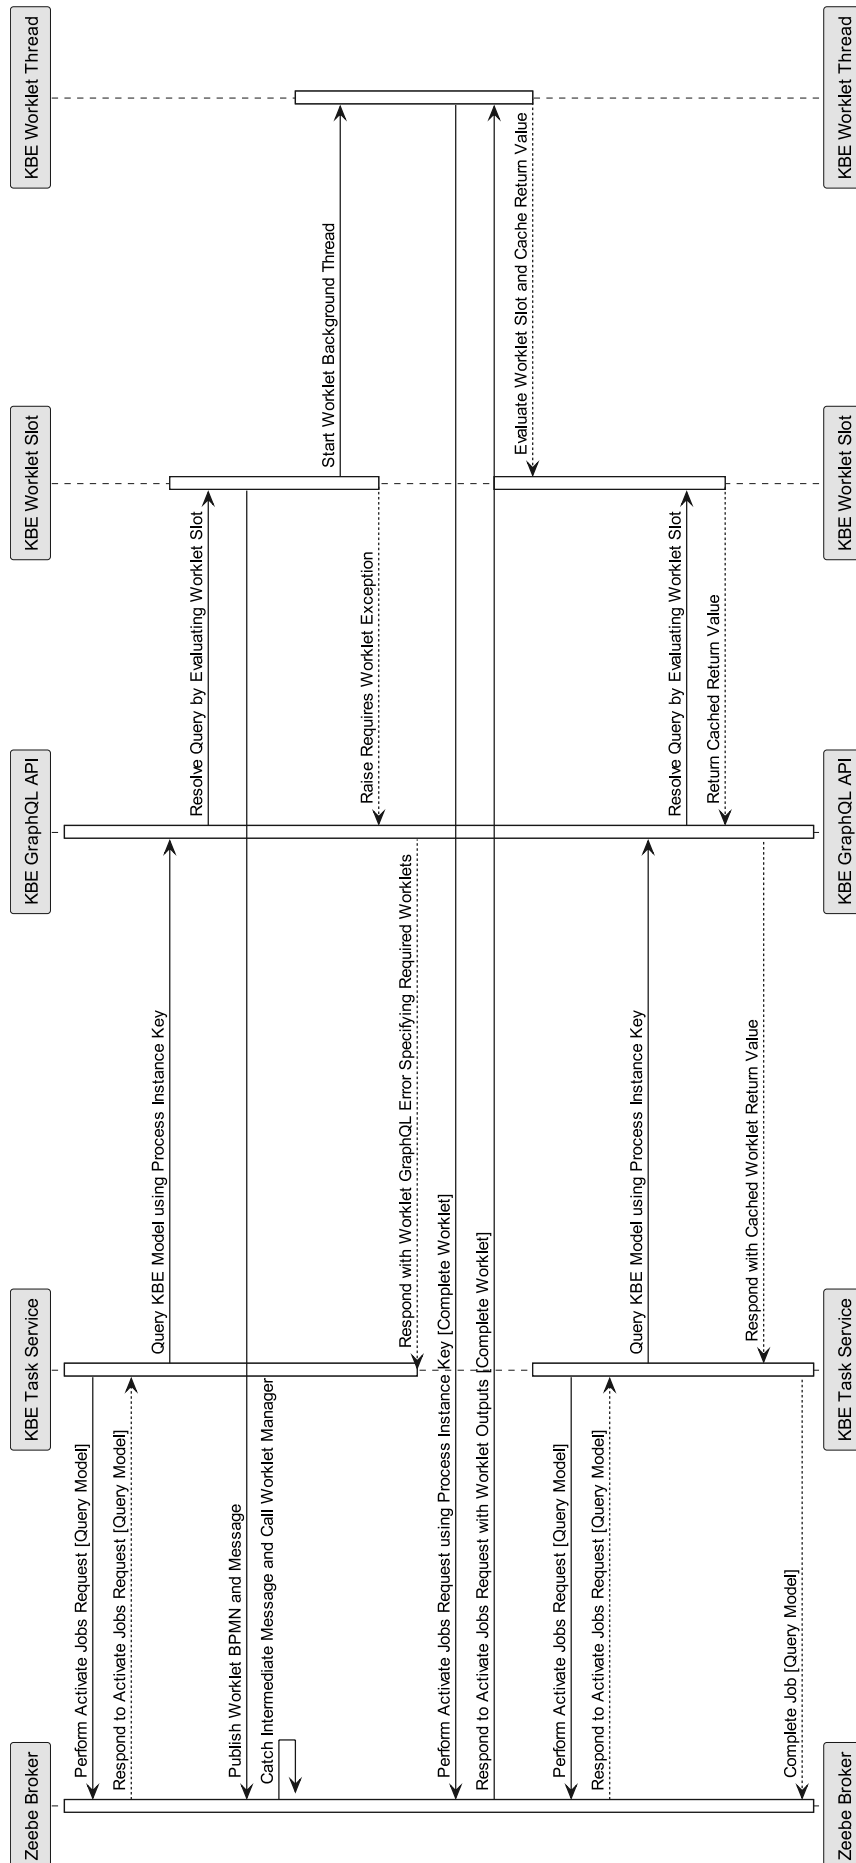 Zeebe Broker
KBE Task Service
KBE GraphQL API
KBE Worklet Slot
KBE Worklet Thread
Perform Activate Jobs Request [Query Model]
Respond to Activate Jobs Request [Query Model]
Query KBE Model using Process Instance Key
Resolve Query by Evaluating Worklet Slot
Publish Worklet BPMN and Message
Catch Intermediate Message and Call Worklet Manager
Start Worklet Background Thread
Raise Requires Worklet Exception
Respond with Worklet GraphQL Error Specifying Required Worklets
Perform Activate Jobs Request using Process Instance Key [Complete Worklet]
Respond to Activate Jobs Request with Worklet Outputs [Complete Worklet]
Evaluate Worklet Slot and Cache Return Value
Perform Activate Jobs Request [Query Model]
Respond to Activate Jobs Request [Query Model]
Query KBE Model using Process Instance Key
Resolve Query by Evaluating Worklet Slot
Return Cached Return Value
Respond with Cached Worklet Return Value
Complete Job [Query Model]
Zeebe Broker
KBE Task Service
KBE GraphQL API
KBE Worklet Slot
KBE Worklet Thread